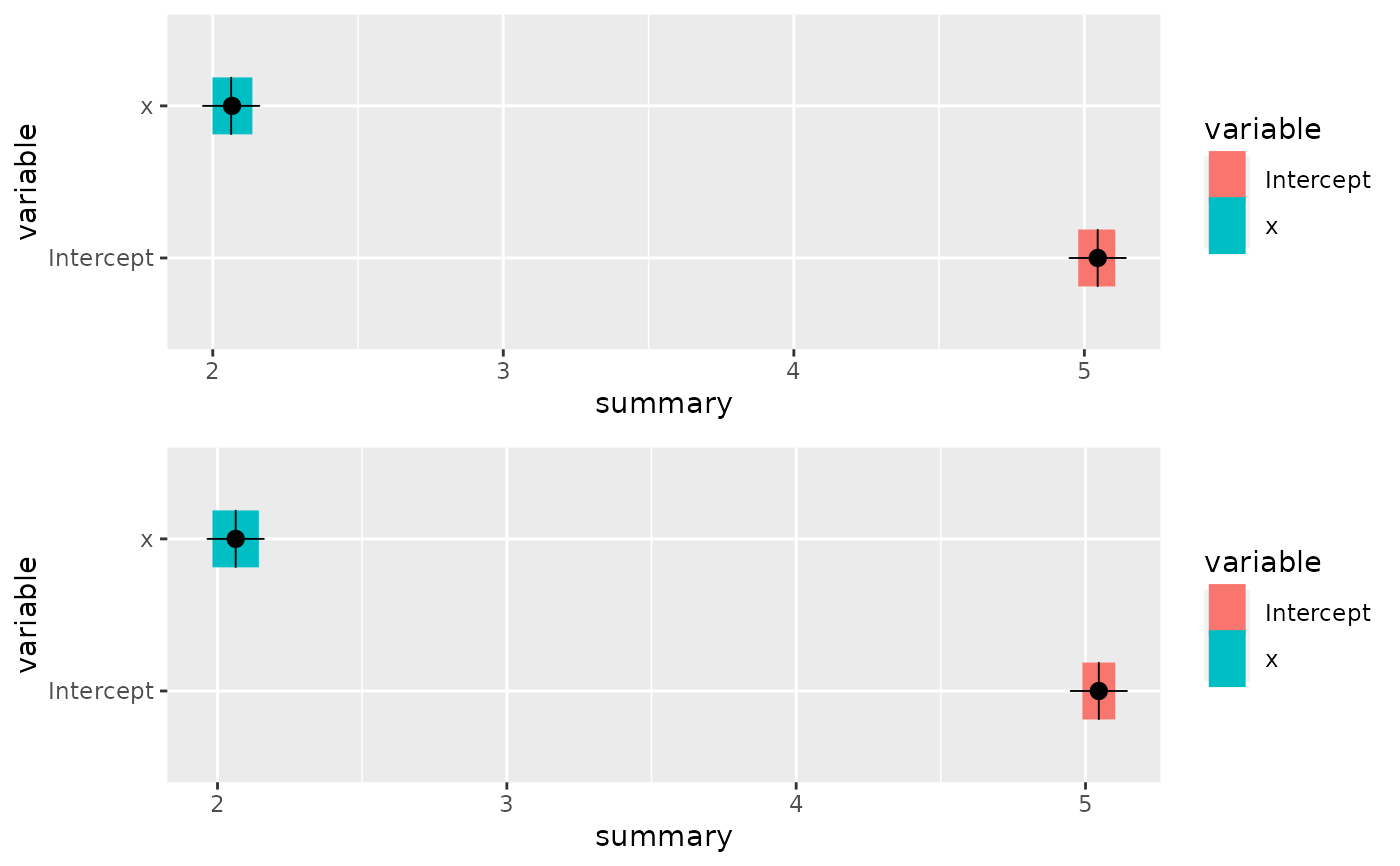 variable
x
Intercept
2 3 4 5
summary
variable
Intercept
x
variable
x
Intercept
2 3 4 5
summary
variable
Intercept
x